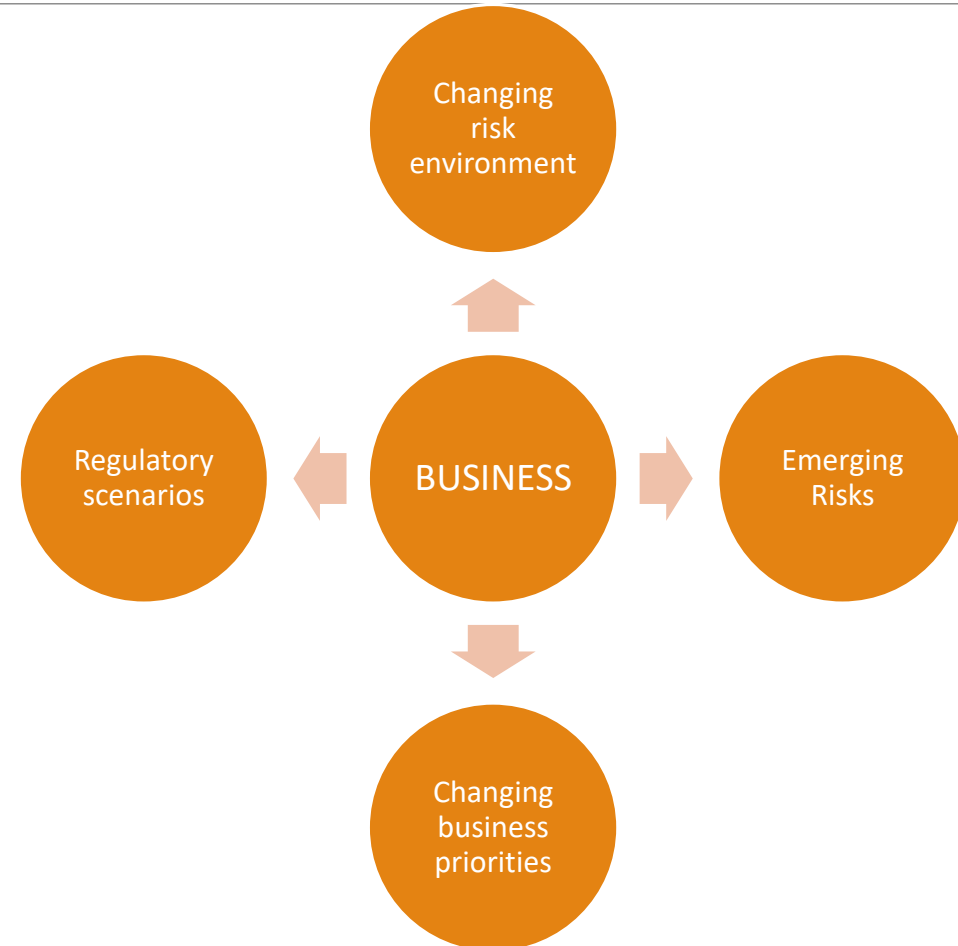 Changing
risk
environment
Regulatory
scenarios
BUSINESS
Emerging
Risks
Changing
business
priorities